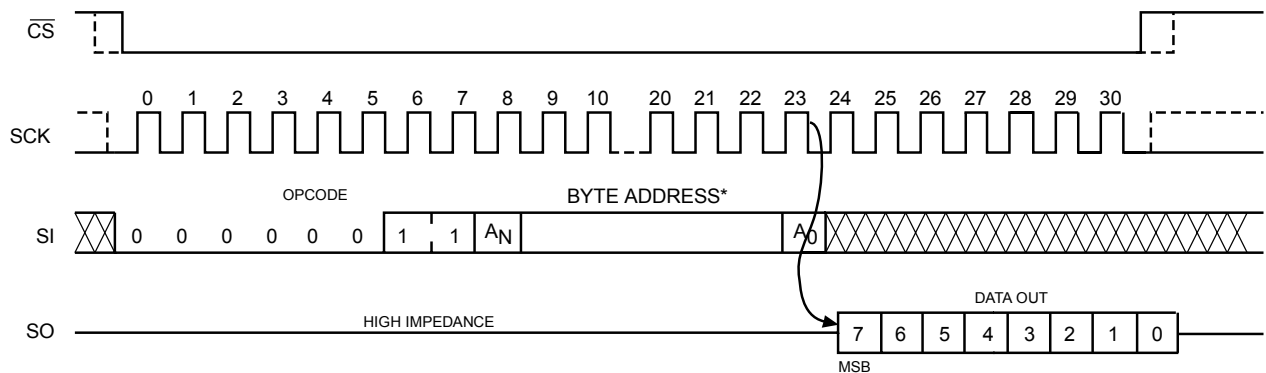 CS
0 1 2 3 4 5 6 7 8 9 10 20 21 22 23 24 25 26 27 28 29 30
SCK
OPCODE BYTE ADDRESS*
SI 0 0 0 0 0 0 1 1 AN A0
DATA OUT
SO HIGH IMPEDANCE 7 6 5 4 3 2 1 0
MSB